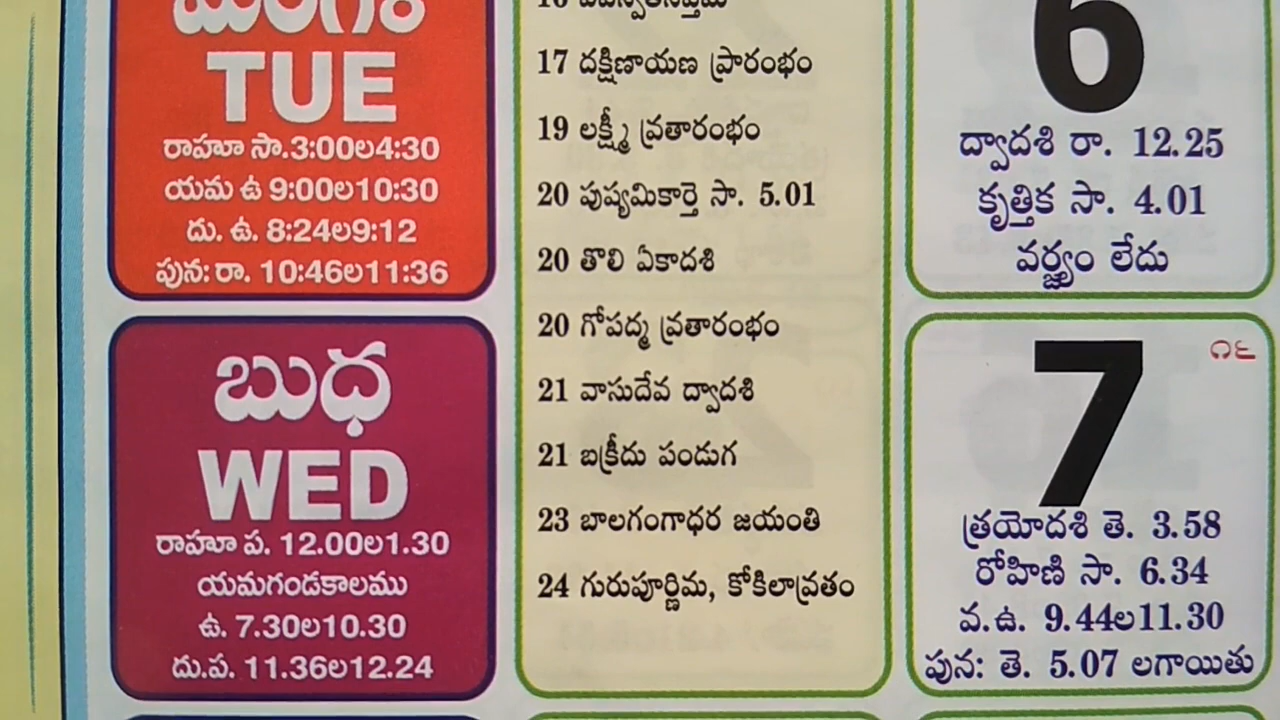 మంగళ
TUE
రాహూ సా.3:00ల4:30
యమ ఉ 9:00ల10:30
దు. ఉ. 8:24ల9:12
పున: రా. 10:46ల11:36
బుధ
WED
రాహూ ప. 12.00ల1.30
యమగండకాలము
ఉ. 7.30ల10.30
దు.ప. 11.36ల12.24
17 దక్షిణాయణ ప్రారంభం
19 లక్ష్మీ వ్రతారంభం
20 పుష్యమికార్తె సా. 5.01
20 తొలి ఏకాదశి
20 గోపద్మ వ్రతారంభం
21 వాసుదేవ ద్వాదశి
21 బక్రీదు పండుగ
23 బాలగంగాధర జయంతి
24 గురుపూర్ణిమ, కోకిలావ్రతం
6
ద్వాదశి రా. 12.25
కృత్తిక సా. 4.01
వర్జ్యం లేదు
7
౧౬
త్రయోదశి తె. 3.58
రోహిణి సా. 6.34
వ.ఉ. 9.44ల11.30
పున: తె. 5.07 లగాయితు